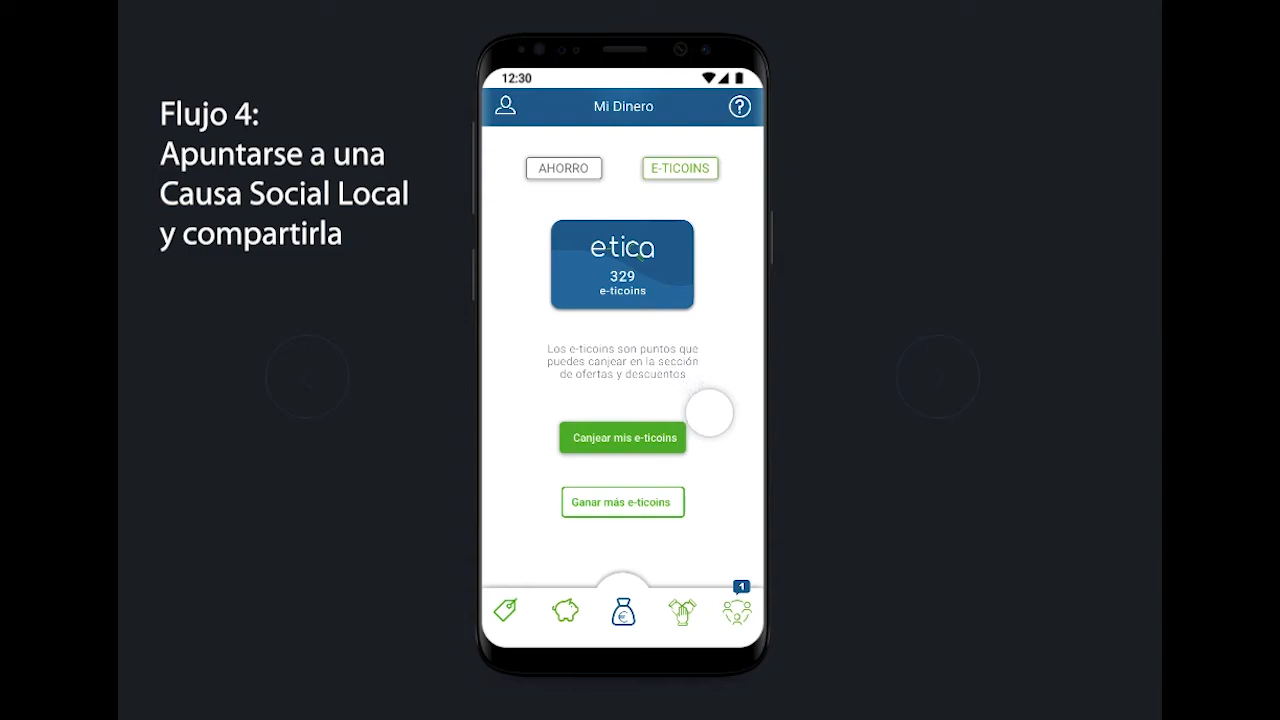 Flujo 4:
Apuntarse a una
Causa Social Local
y compartirla
12:30
Mi Dinero
?
AHORRO
E-TICOINS
e-tica
329
e-ticoins
Los e-ticoins son puntos que
puedes canjear en la sección
de ofertas y descuentos
Canjear mis e-ticoins
Ganar más e-ticoins
1
€